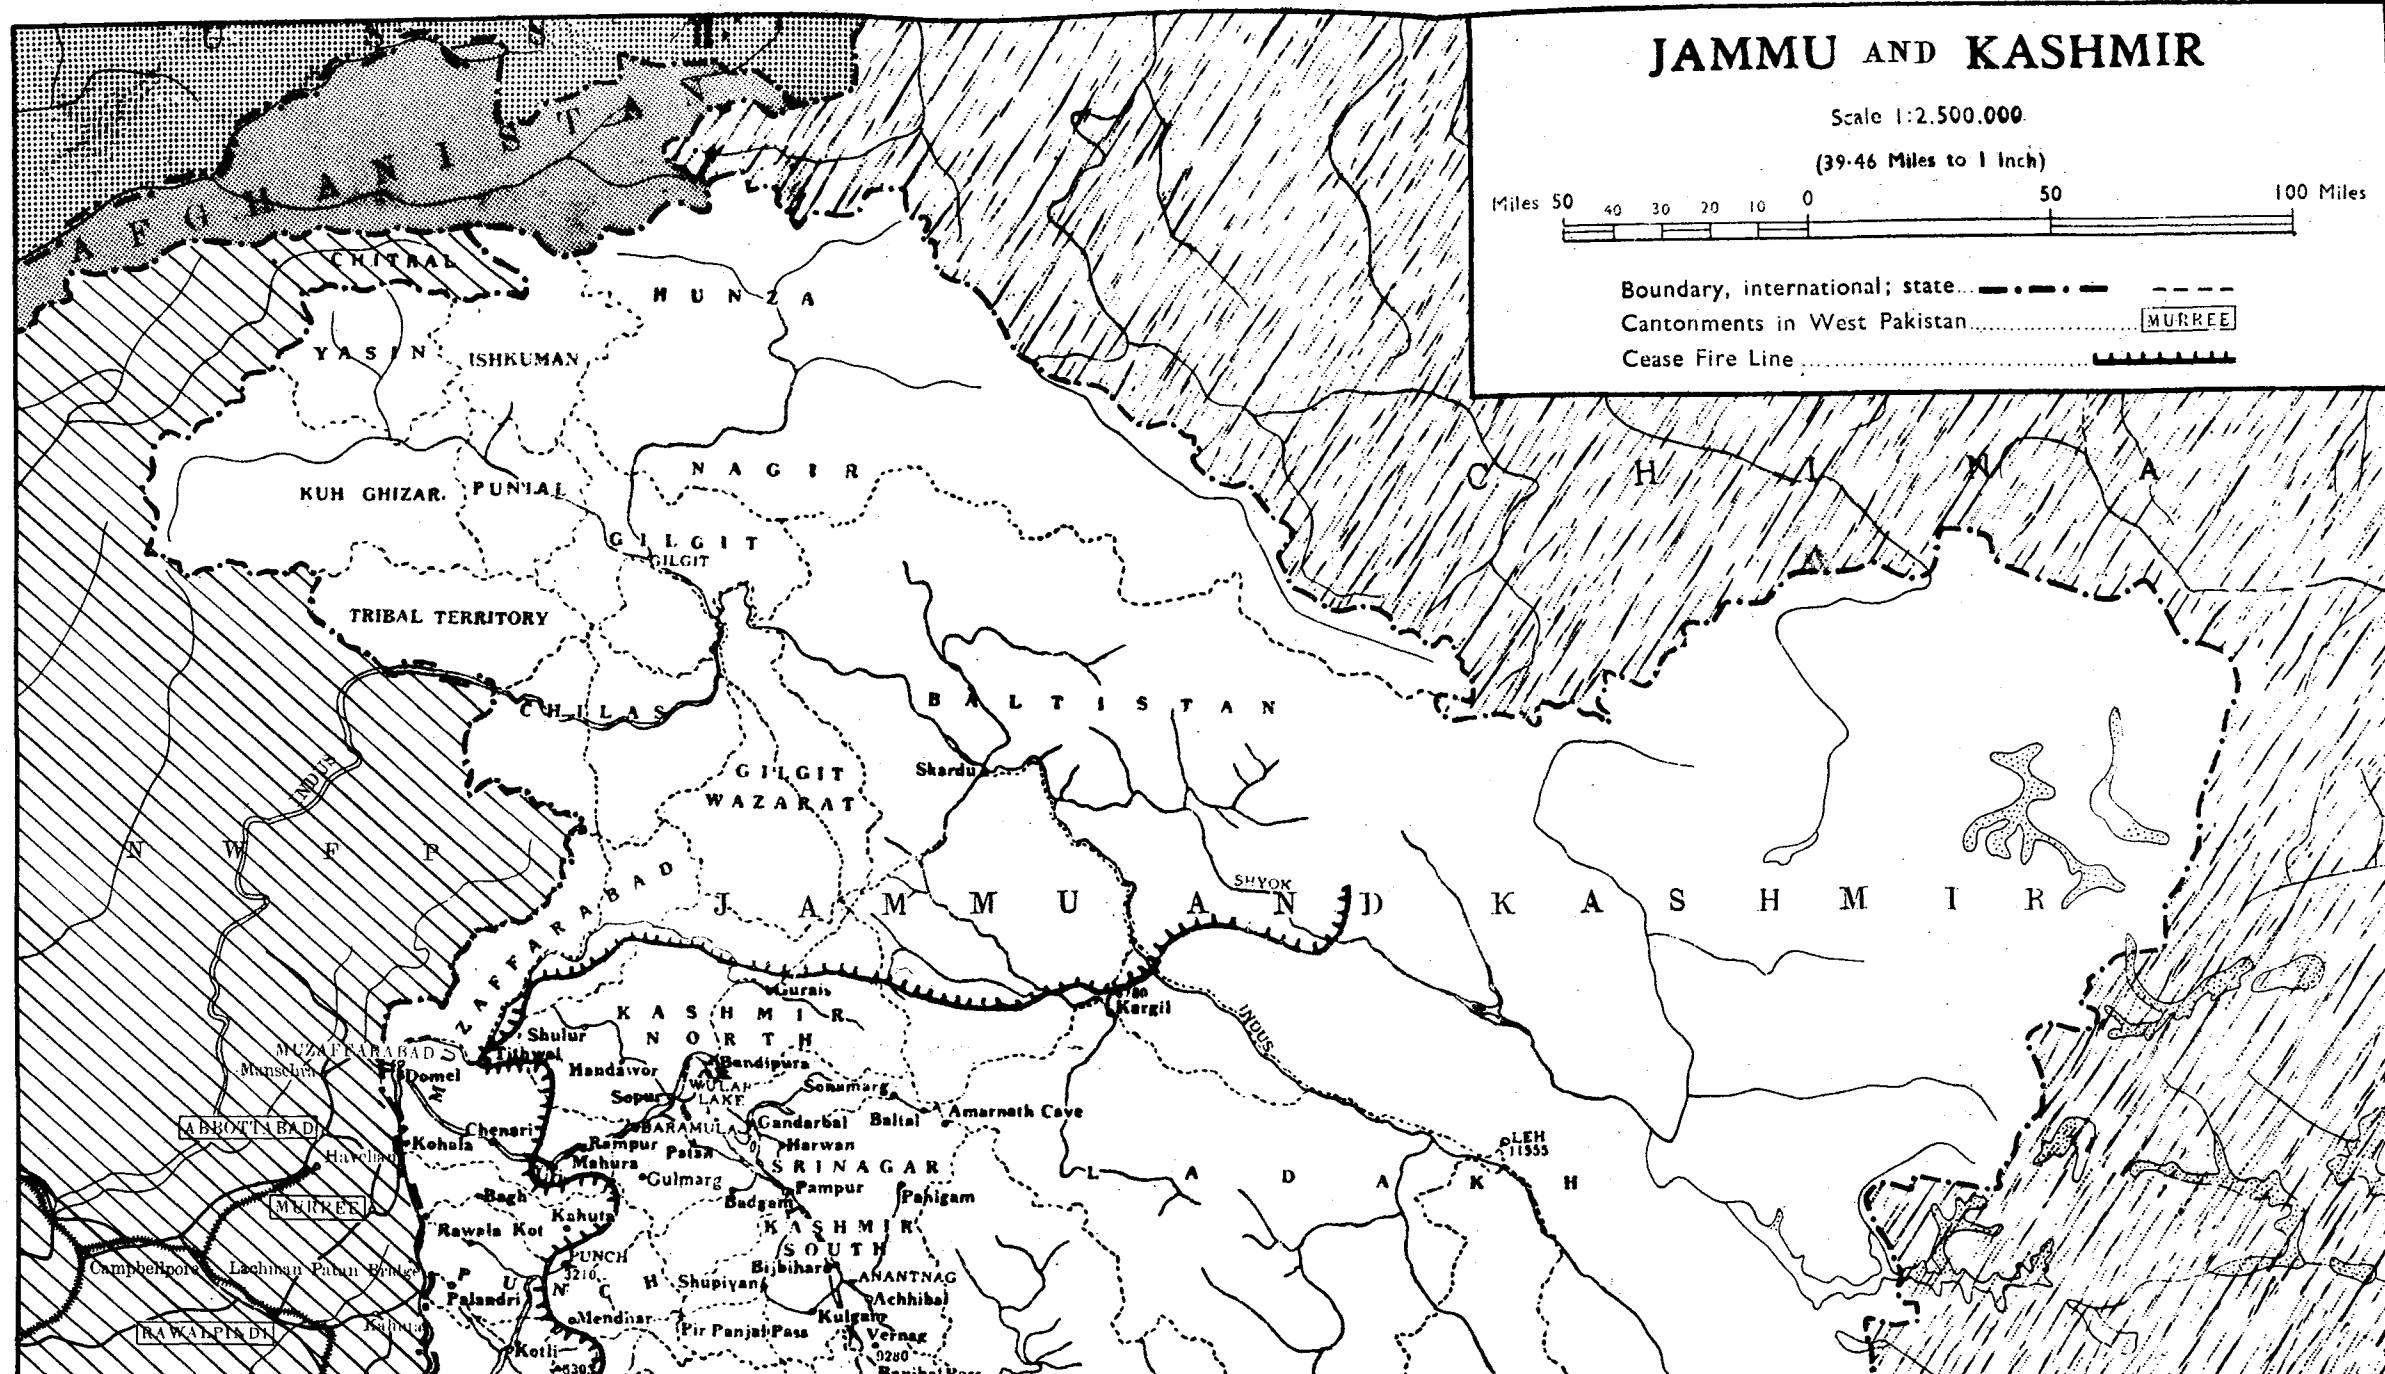 JAMMU AND KASHMIR
Scale 1:2,500,000
(39·46 Miles to 1 Inch)
Miles 50 40 30 20 10 0 50 100 Miles
Boundary, international; state
Cantonments in West Pakistan MURREE
Cease Fire Line
AFGHANISTAN
CHITRAL
HUNZA
YASIN
ISHKUMAN
NAGIR
CHINA
KUH GHIZAR
PUNIAL
GILGIT
GILGIT
TRIBAL TERRITORY
CHILAS
BALTISTAN
GILGIT
WAZARAT
Skardu
INDUS
NWFP
MUZAFFARABAD
SHYOK
JAMMU AND KASHMIR
Gurais
Kargil
KASHMIR
NORTH
INDUS
Shulur
Tithwal
MUZAFFARABAD
Domel
Handawor
Bandipura
WULAR
LAKE
Sopur
Sonumarg
ABBOTTABAD
Amarnath Cave
Baltal
Gandarbal
BARAMULA
Chenari
Kohala
Rampur
Harwan
Mahura
LEH
11555
SRINAGAR
LADAKH
Gulmarg
Pampur
Badgam
Pahlgam
MURREE
Bagh
Kahuta
Rawala Kot
KASHMIR
SOUTH
PUNCH
3210
Bijbihara
ANANTNAG
Achhibal
Campbellpore
Lachman Patan Bridge
PUNCH
Palandri
Shupiyan
Mendhar
Kulgam
Vernag
Pir Panjal Pass
RAWALPINDI
Kotli